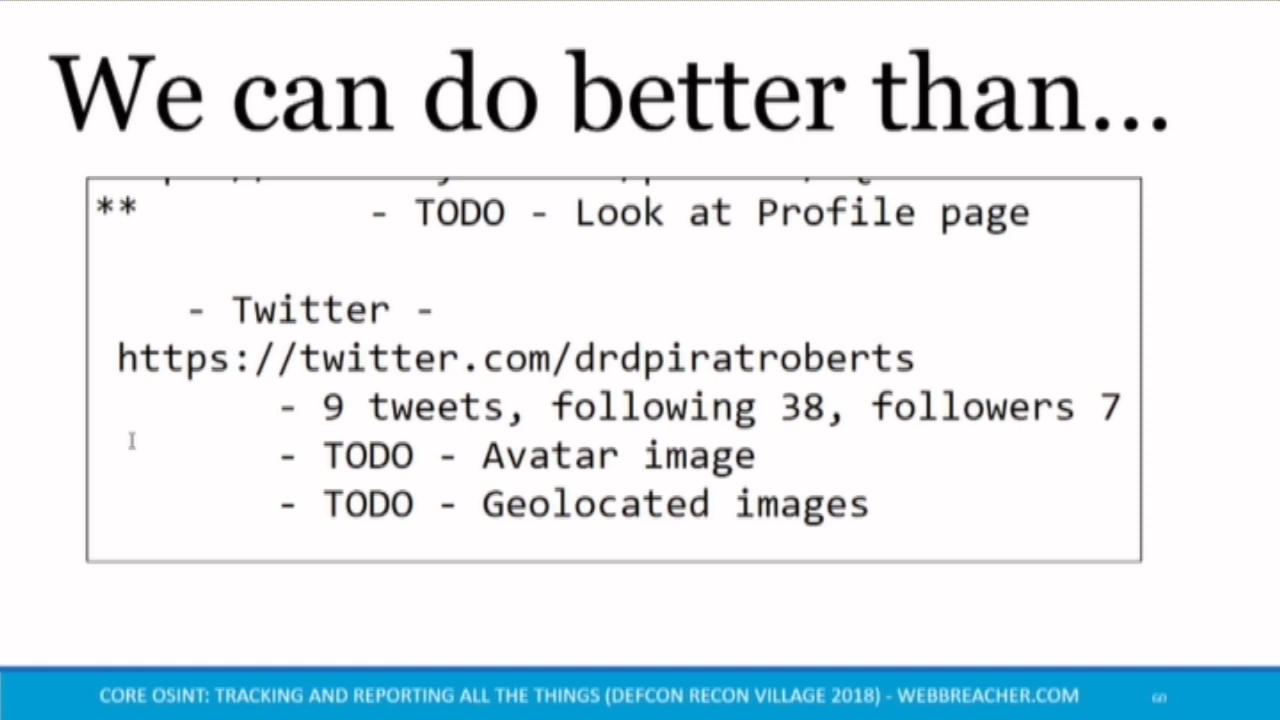 We can do better than...
** - TODO - Look at Profile page
- Twitter -
https://twitter.com/drdpiratroberts
- 9 tweets, following 38, followers 7
- TODO - Avatar image
- TODO - Geolocated images
CORE OSINT: TRACKING AND REPORTING ALL THE THINGS (DEFCON RECON VILLAGE 2018) - WEBBREACHER.COM 60